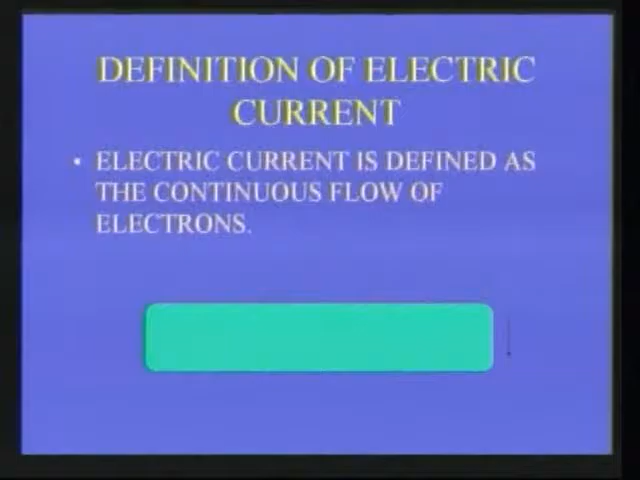 DEFINITION OF ELECTRIC
CURRENT
• ELECTRIC CURRENT IS DEFINED AS
THE CONTINUOUS FLOW OF
ELECTRONS.